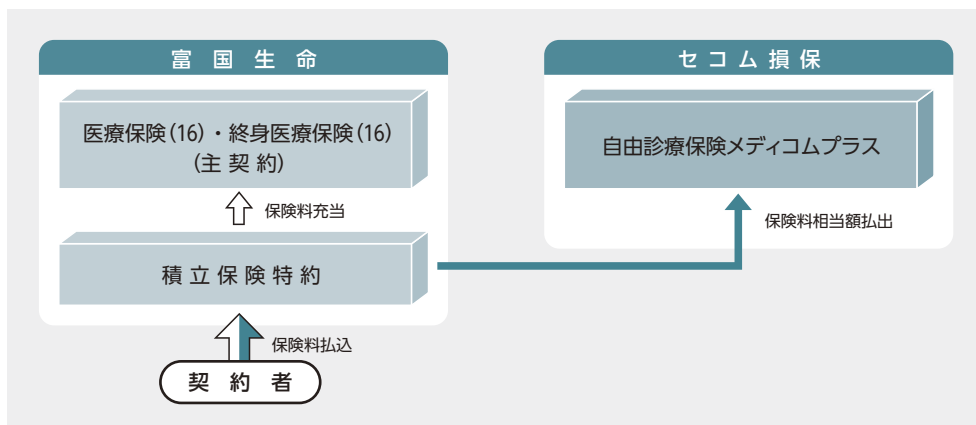 富国生命
医療保険(16)・終身医療保険(16)
(主契約)
保険料充当
積立保険特約
保険料払込
契約者
セコム損保
自由診療保険メディコムプラス
保険料相当額払出